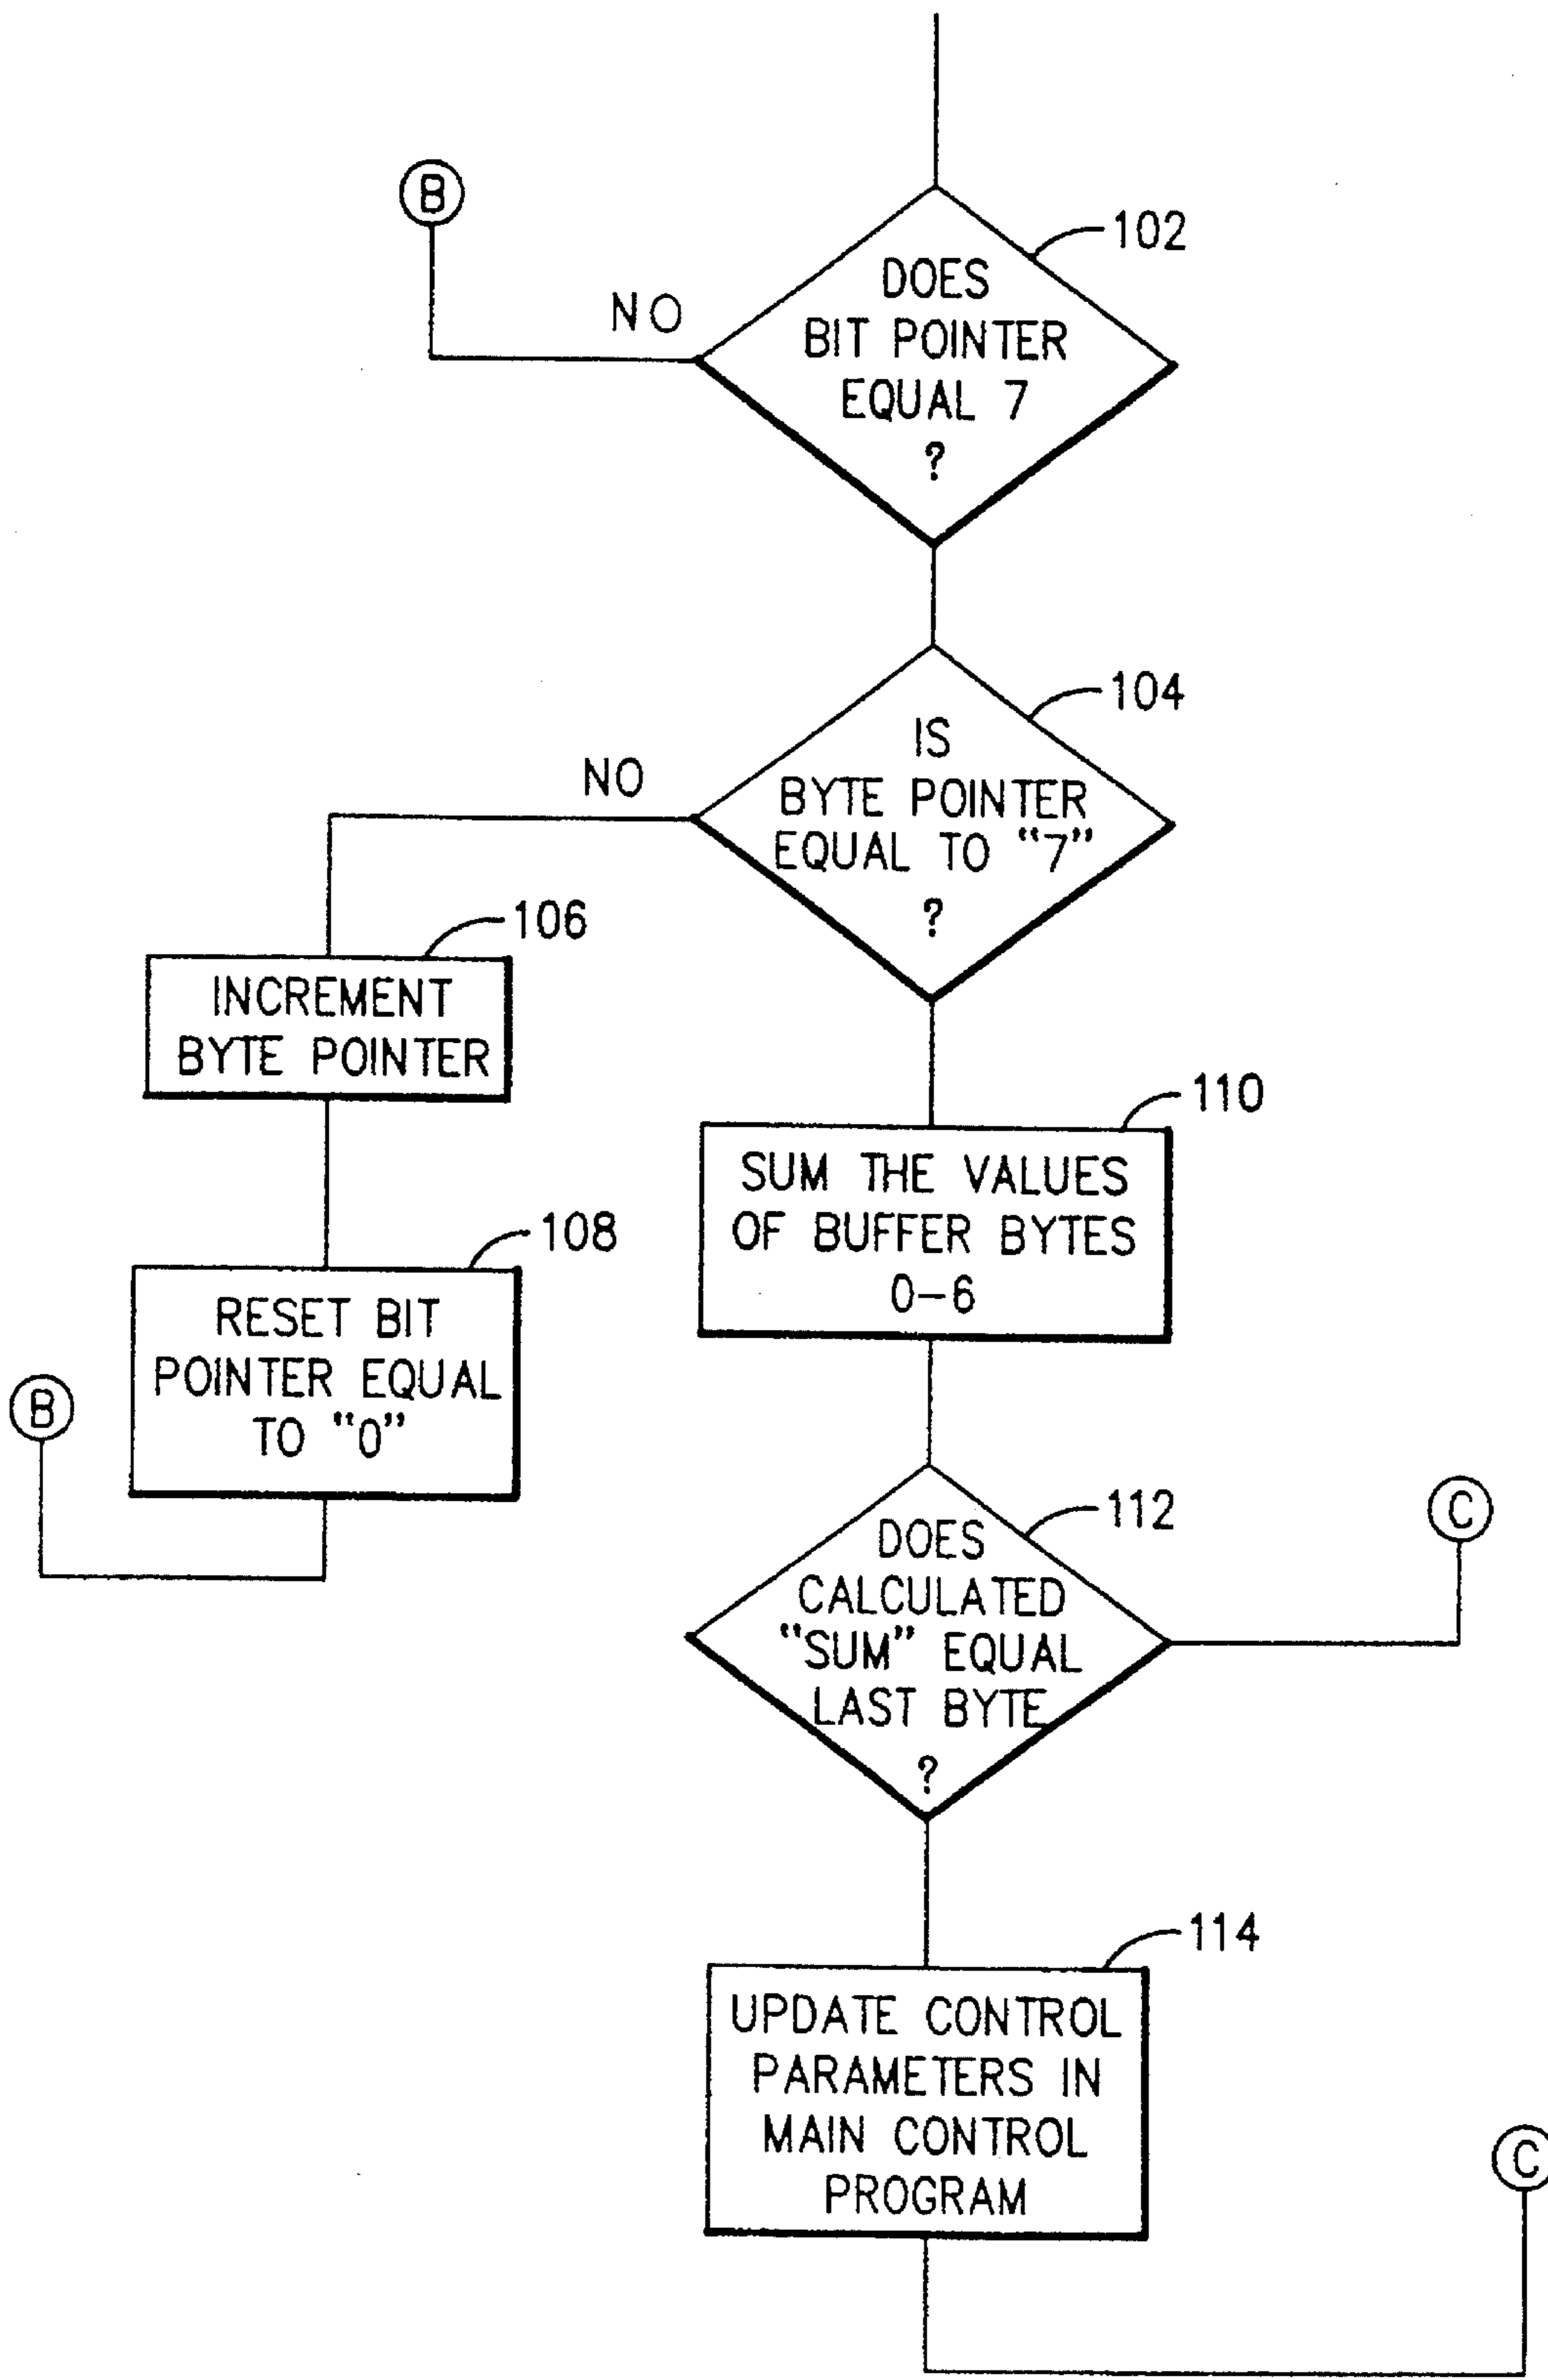 B
102
DOES
BIT POINTER
EQUAL 7
?
NO
104
IS
BYTE POINTER
EQUAL TO "7"
?
NO
106
INCREMENT
BYTE POINTER
108
RESET BIT
POINTER EQUAL
TO "0"
B
110
SUM THE VALUES
OF BUFFER BYTES
0-6
112
DOES
CALCULATED
"SUM" EQUAL
LAST BYTE
?
C
114
UPDATE CONTROL
PARAMETERS IN
MAIN CONTROL
PROGRAM
C